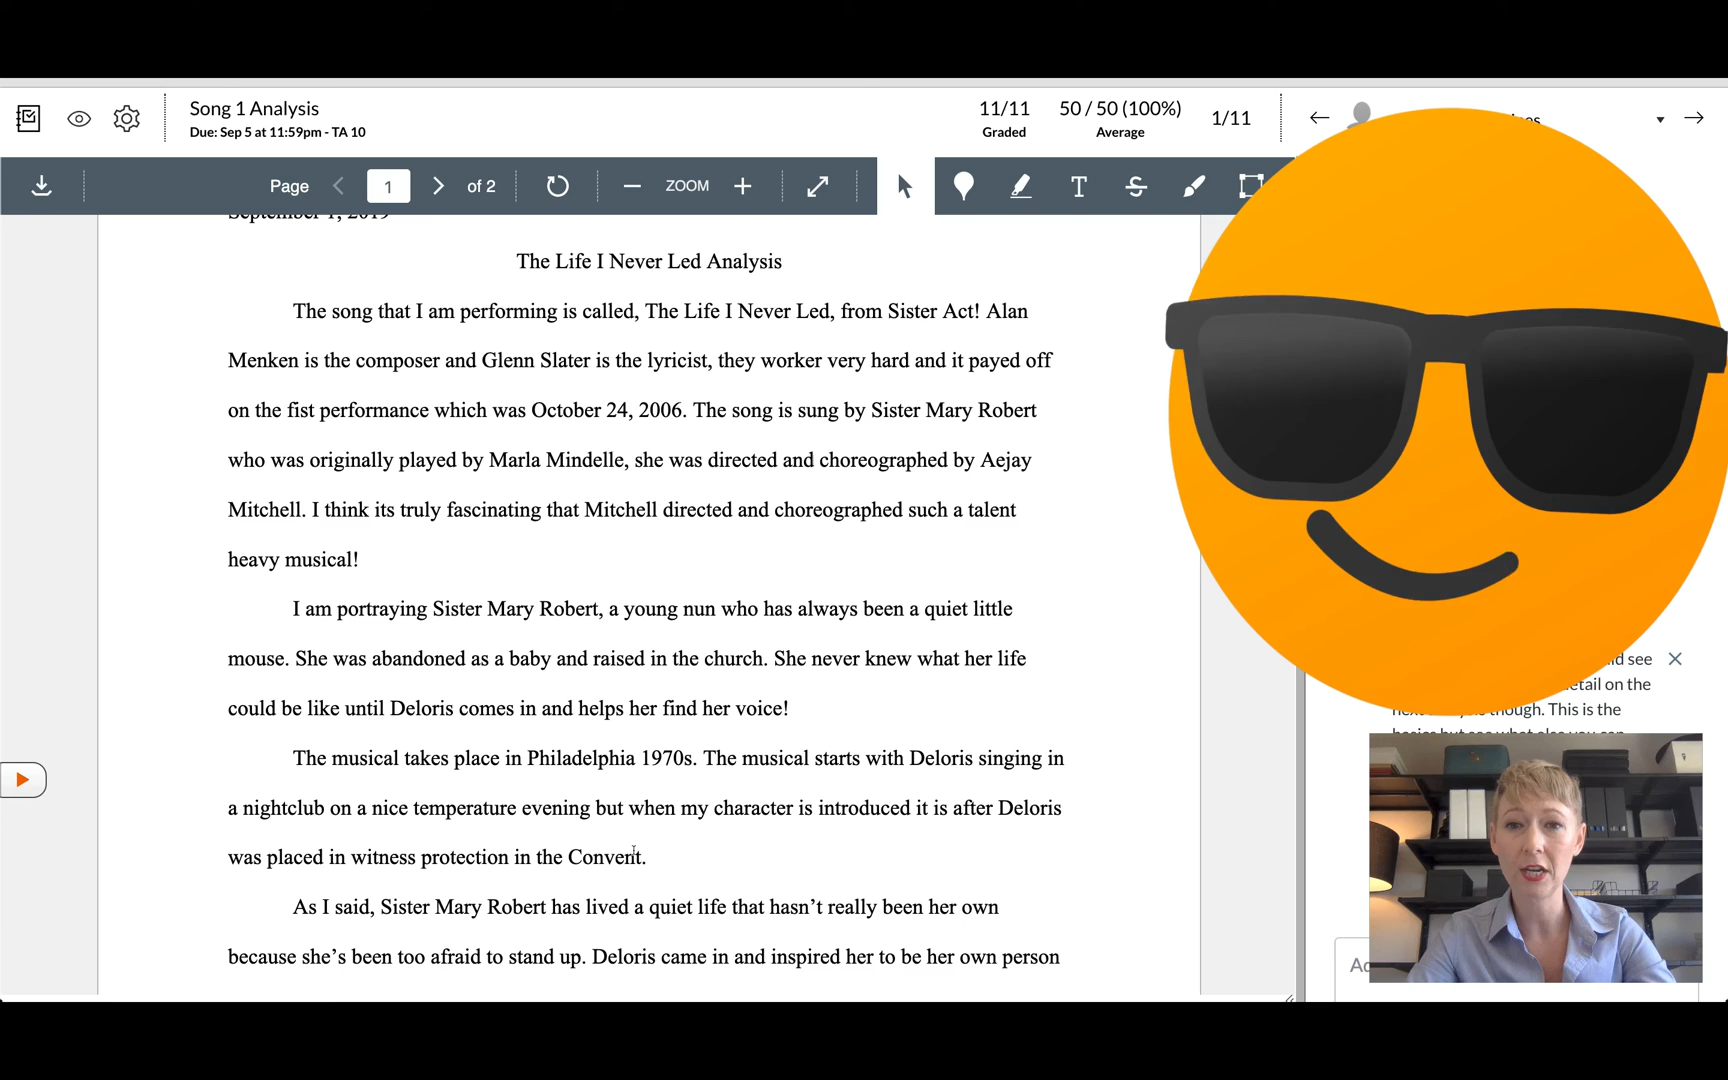 Song 1 Analysis
Due: Sep 5 at 11:59pm - TA 10
11/11
Graded
50 / 50 (100%)
Average
1/11
Page
1
of 2
ZOOM
T
September 1, 2019
The Life I Never Led Analysis
The song that I am performing is called, The Life I Never Led, from Sister Act! Alan
Menken is the composer and Glenn Slater is the lyricist, they worker very hard and it payed off
on the fist performance which was October 24, 2006. The song is sung by Sister Mary Robert
who was originally played by Marla Mindelle, she was directed and choreographed by Aejay
Mitchell. I think its truly fascinating that Mitchell directed and choreographed such a talent
heavy musical!
I am portraying Sister Mary Robert, a young nun who has always been a quiet little
mouse. She was abandoned as a baby and raised in the church. She never knew what her life
could be like until Deloris comes in and helps her find her voice!
The musical takes place in Philadelphia 1970s. The musical starts with Deloris singing in
a nightclub on a nice temperature evening but when my character is introduced it is after Deloris
was placed in witness protection in the Convent.
As I said, Sister Mary Robert has lived a quiet life that hasn’t really been her own
because she’s been too afraid to stand up. Deloris came in and inspired her to be her own person
see
on the
though. This is the